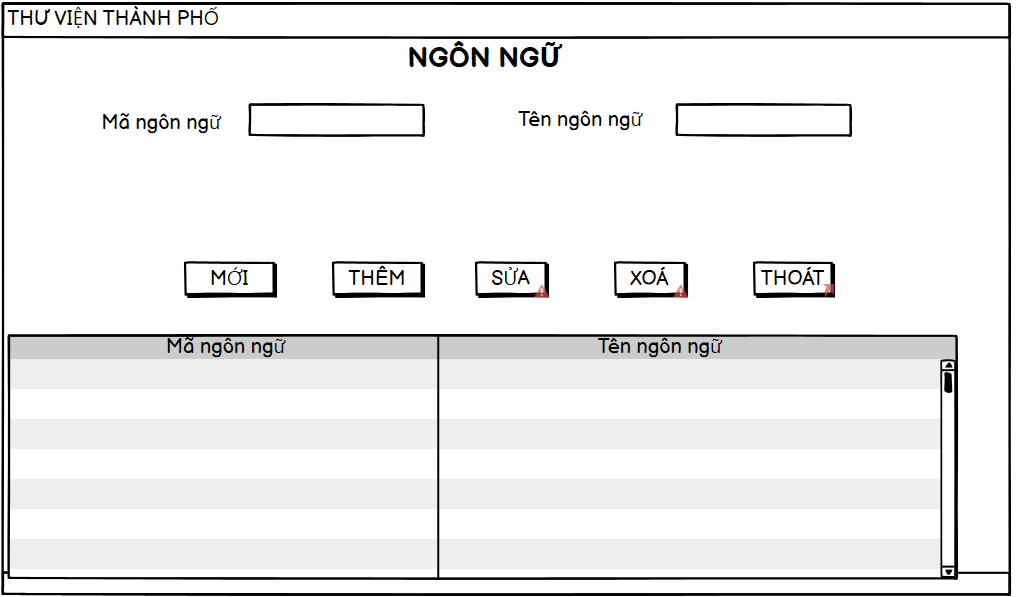 THƯ VIỆN THÀNH PHỐ
NGÔN NGỮ
Mã ngôn ngữ Tên ngôn ngữ
MỚI THÊM SỬA XOÁ THOÁT
Mã ngôn ngữ Tên ngôn ngữ